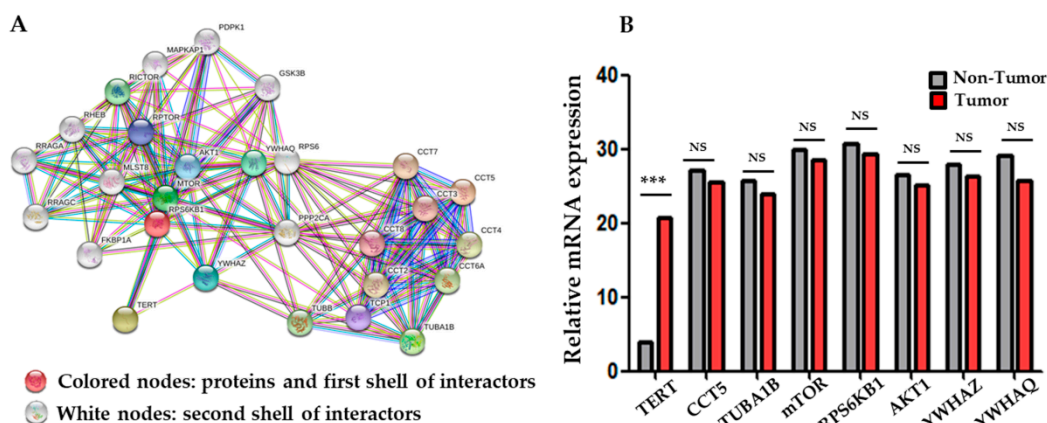 A
PDPK1
MAPKAP1
GSK3B
RICTOR
RHEB
RPTOR
RRAGA
AKT1
YWHAQ
RPS6
MLST8
MTOR
CCT7
CCT5
RRAGC
RPS6KB1
CCT3
FKBP1A
PPP2CA
CCT8
CCT4
YWHAZ
CCT2
CCT6A
TERT
TUBB
TCP1
TUBA1B
Colored nodes: proteins and first shell of interactors
White nodes: second shell of interactors
B
Relative mRNA expression
40
30
20
10
0
Non-Tumor
Tumor
***
NS
NS
NS
NS
NS
NS
NS
TERT
CCT5
TUBA1B
mTOR
RPS6KB1
AKT1
YWHAZ
YWHAQ